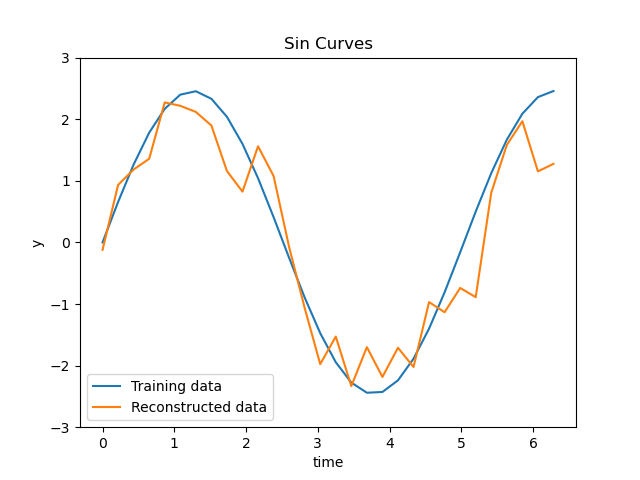 Sin Curves
3
2
1
0
−1
−2
−3
y
Training data
Reconstructed data
0 1 2 3 4 5 6
time